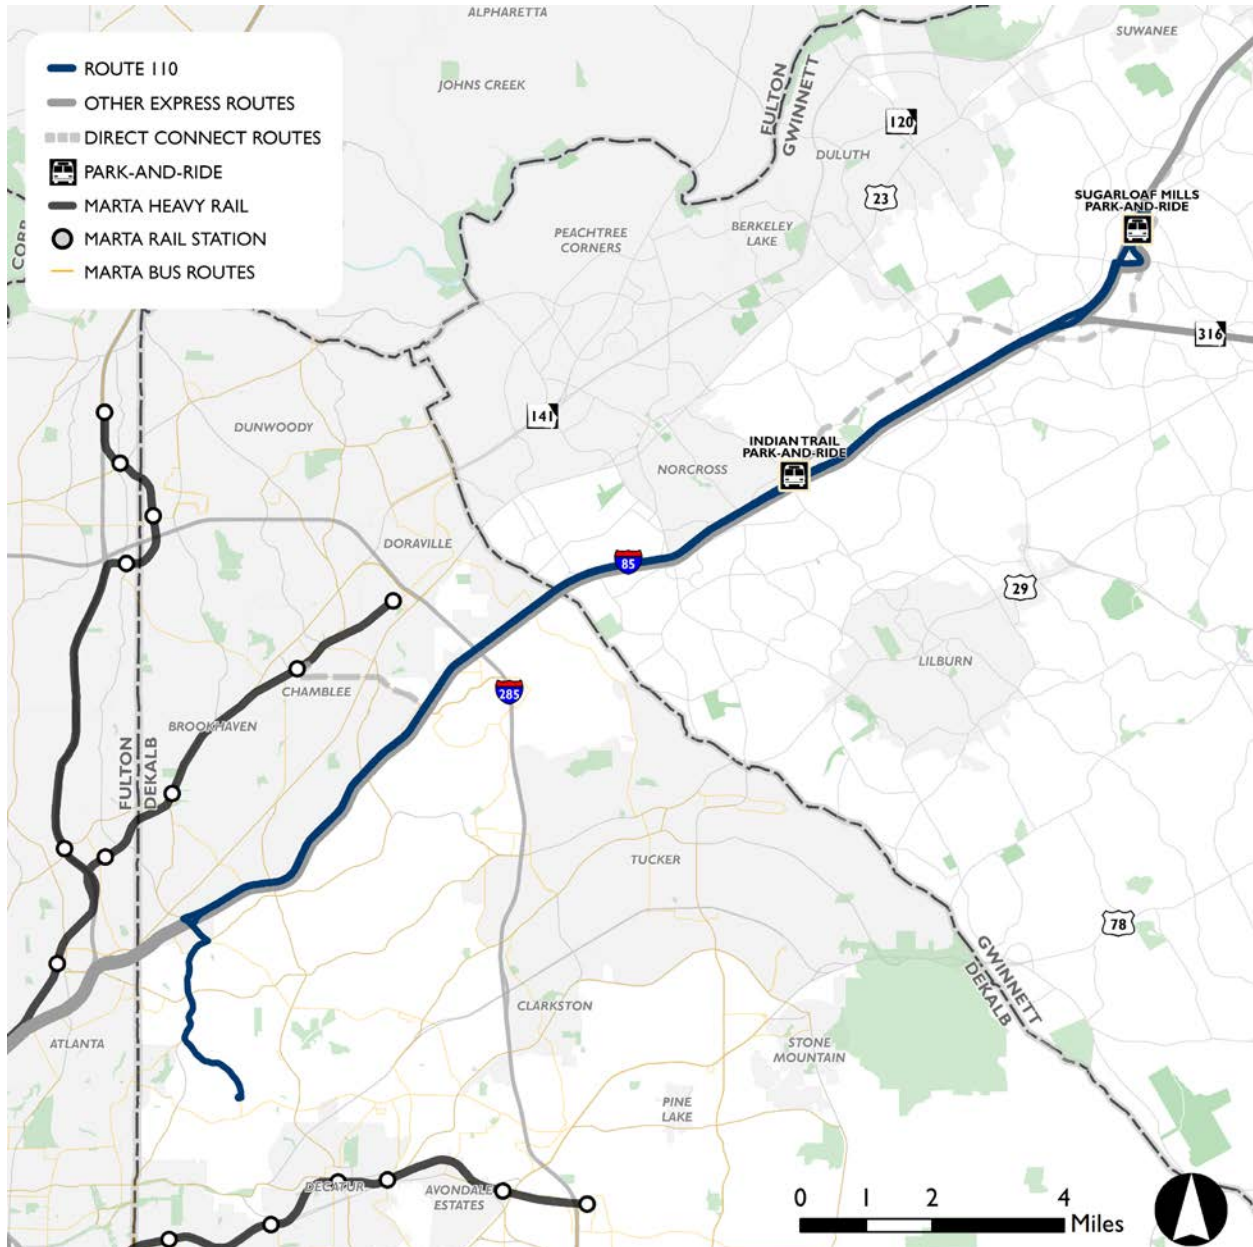 ALPHARETTA
SUWANEE
ROUTE 110
OTHER EXPRESS ROUTES
DIRECT CONNECT ROUTES
PARK-AND-RIDE
MARTA HEAVY RAIL
MARTA RAIL STATION
MARTA BUS ROUTES
COBB
JOHNS CREEK
FULTON
GWINNETT
120
DULUTH
23
SUGARLOAF MILLS
PARK-AND-RIDE
PEACHTREE
CORNERS
BERKELEY
LAKE
316
141
DUNWOODY
INDIAN TRAIL
PARK-AND-RIDE
NORCROSS
DORAVILLE
85
29
LILBURN
285
CHAMBLEE
BROOKHAVEN
FULTON
DEKALB
TUCKER
78
GWINNETT
DEKALB
CLARKSTON
ATLANTA
STONE
MOUNTAIN
PINE
LAKE
DECATUR
AVONDALE
ESTATES
0 1 2 4
Miles